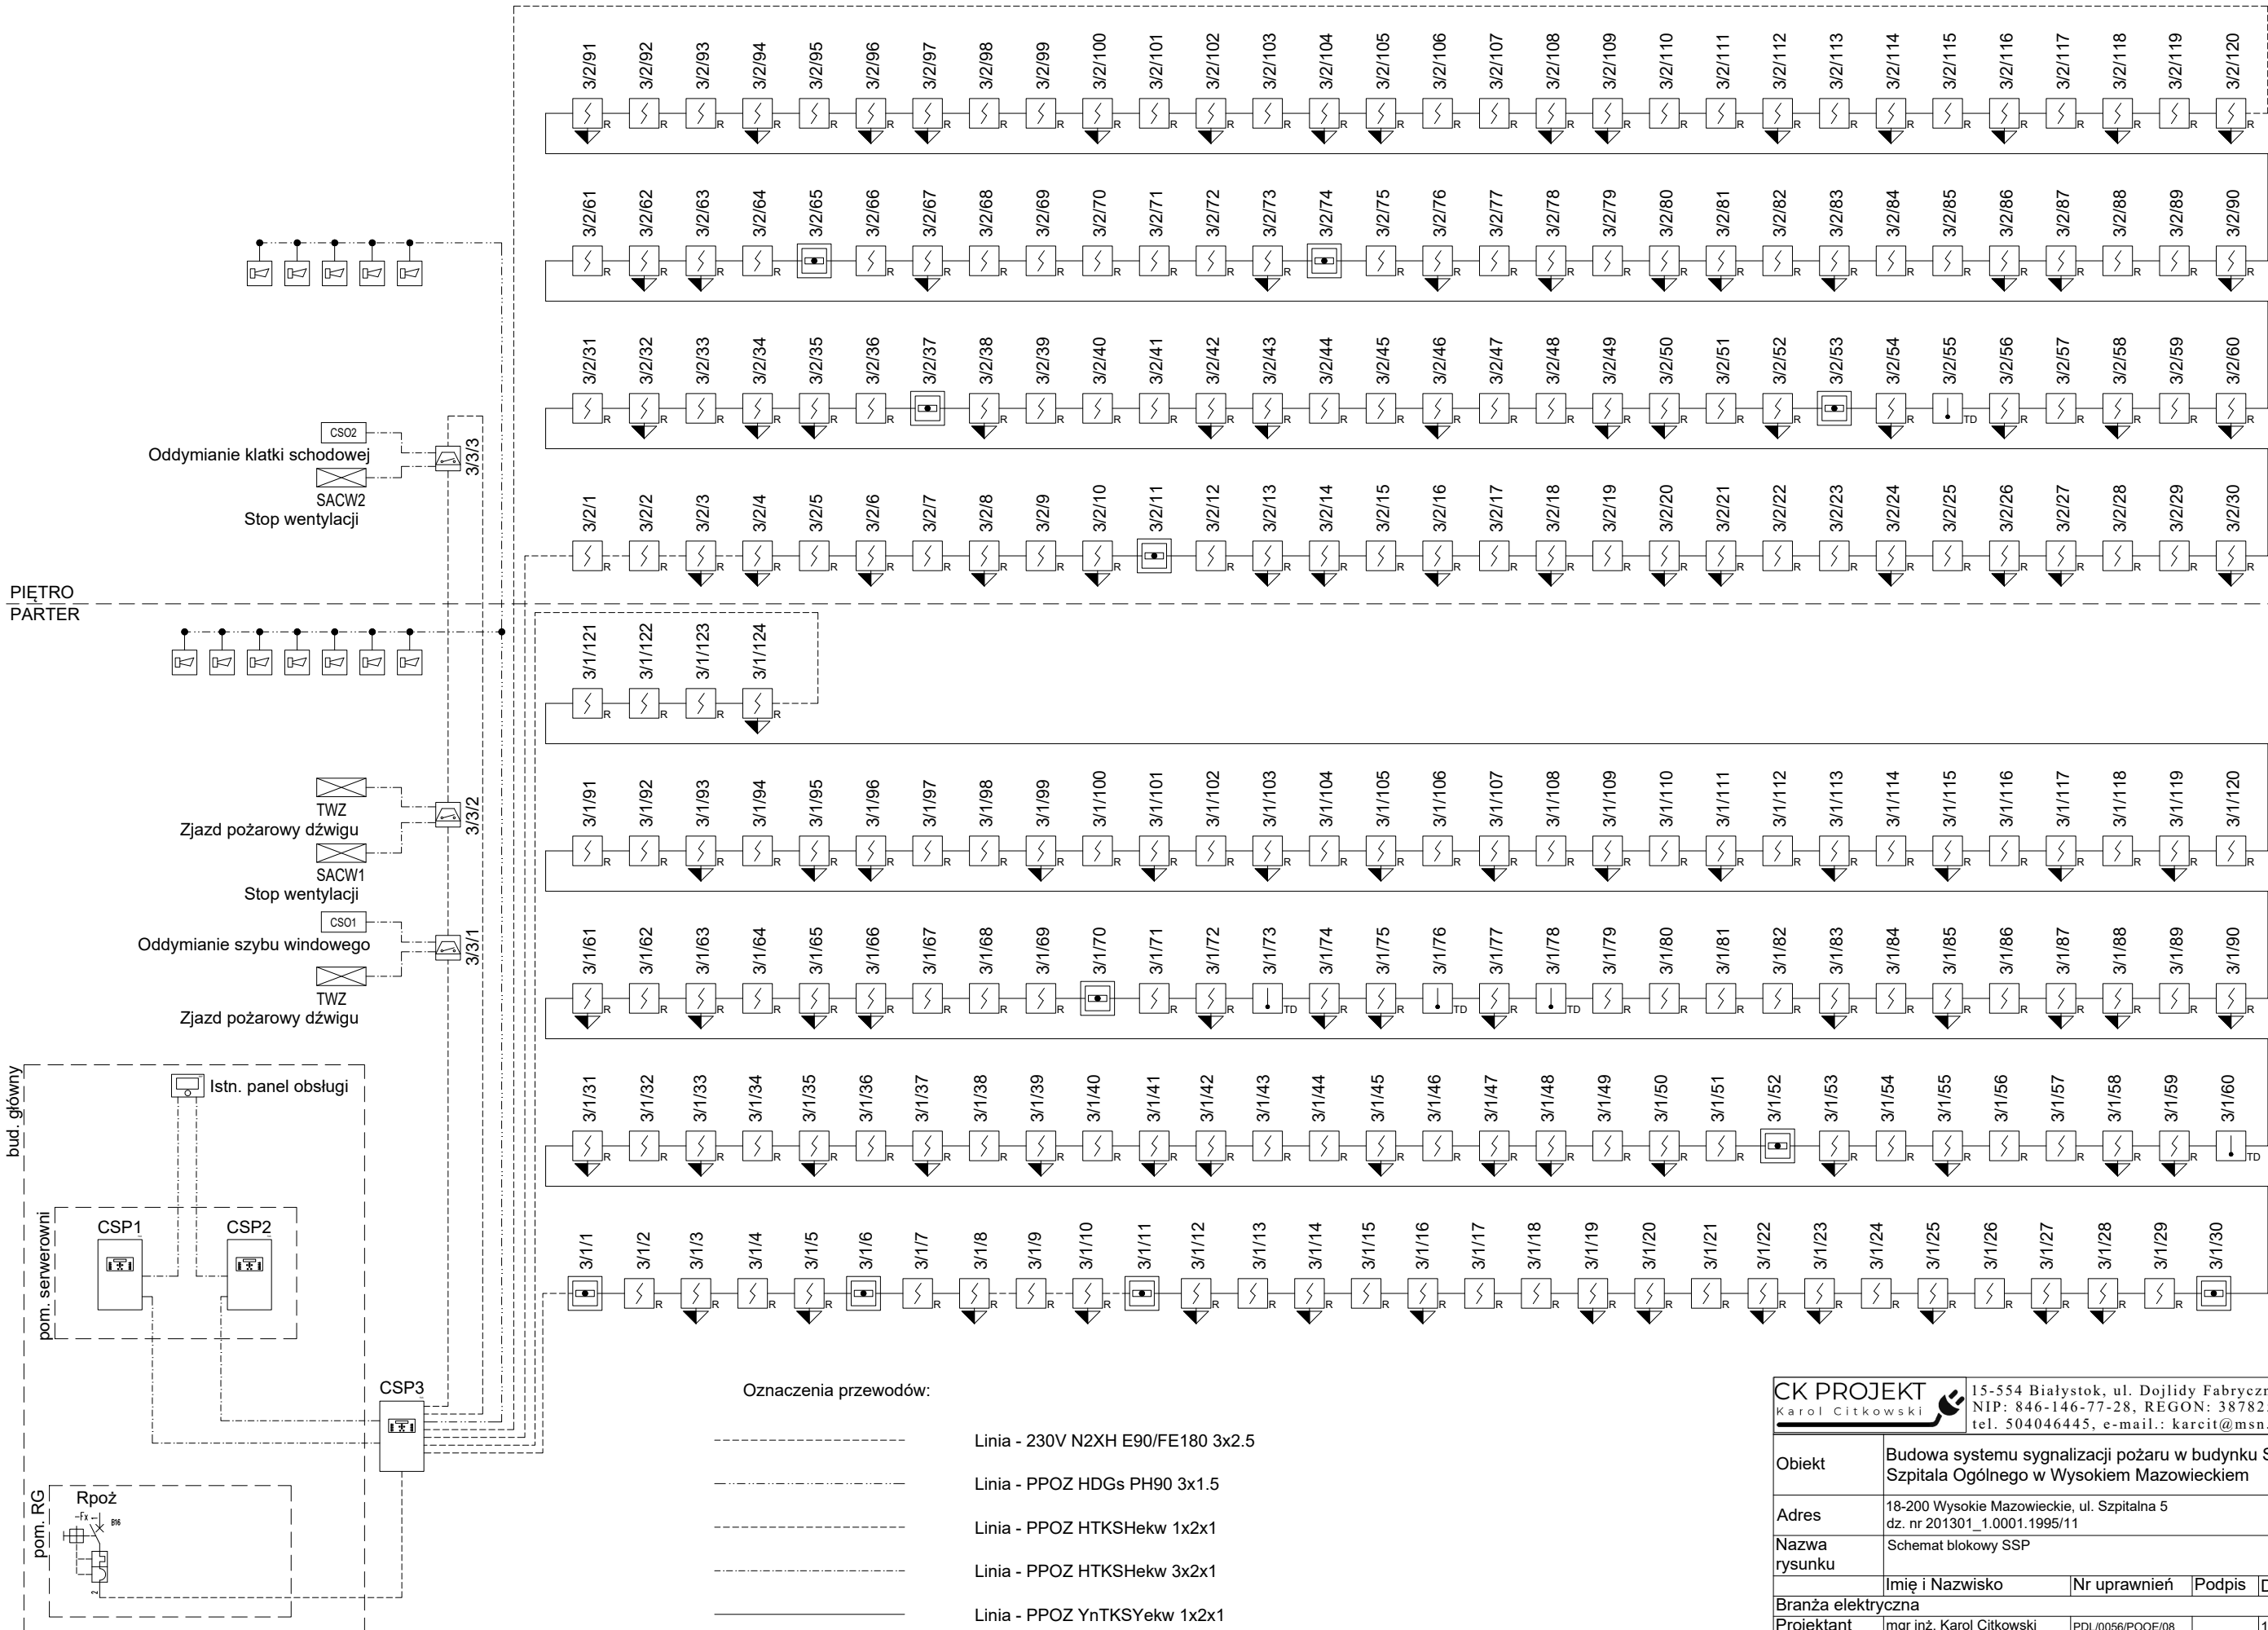 3/2/91 3/2/92 3/2/93 3/2/94 3/2/95 3/2/96 3/2/97 3/2/98 3/2/99 3/2/100 3/2/101 3/2/102 3/2/103 3/2/104 3/2/105 3/2/106 3/2/107 3/2/108 3/2/109 3/2/110 3/2/111 3/2/112 3/2/113 3/2/114 3/2/115 3/2/116 3/2/117 3/2/118 3/2/119 3/2/120
R R R R R R R R R R R R R R R R R R R R R R R R R R R R R R
3/2/61 3/2/62 3/2/63 3/2/64 3/2/65 3/2/66 3/2/67 3/2/68 3/2/69 3/2/70 3/2/71 3/2/72 3/2/73 3/2/74 3/2/75 3/2/76 3/2/77 3/2/78 3/2/79 3/2/80 3/2/81 3/2/82 3/2/83 3/2/84 3/2/85 3/2/86 3/2/87 3/2/88 3/2/89 3/2/90
R R R R R R R R R R R R R R R R R R R R R R R R R R R R
3/2/31 3/2/32 3/2/33 3/2/34 3/2/35 3/2/36 3/2/37 3/2/38 3/2/39 3/2/40 3/2/41 3/2/42 3/2/43 3/2/44 3/2/45 3/2/46 3/2/47 3/2/48 3/2/49 3/2/50 3/2/51 3/2/52 3/2/53 3/2/54 3/2/55 3/2/56 3/2/57 3/2/58 3/2/59 3/2/60
R R R R R R R R R R R R R R R R R R R R R R TD R R R R R
CSO2
Oddymianie klatki schodowej
3/3/3
SACW2
Stop wentylacji
3/2/1 3/2/2 3/2/3 3/2/4 3/2/5 3/2/6 3/2/7 3/2/8 3/2/9 3/2/10 3/2/11 3/2/12 3/2/13 3/2/14 3/2/15 3/2/16 3/2/17 3/2/18 3/2/19 3/2/20 3/2/21 3/2/22 3/2/23 3/2/24 3/2/25 3/2/26 3/2/27 3/2/28 3/2/29 3/2/30
R R R R R R R R R R R R R R R R R R R R R R R R R R R R R
PIĘTRO
PARTER
3/1/121 3/1/122 3/1/123 3/1/124
R R R R
TWZ
Zjazd pożarowy dźwigu
3/3/2
SACW1
Stop wentylacji
3/1/91 3/1/92 3/1/93 3/1/94 3/1/95 3/1/96 3/1/97 3/1/98 3/1/99 3/1/100 3/1/101 3/1/102 3/1/103 3/1/104 3/1/105 3/1/106 3/1/107 3/1/108 3/1/109 3/1/110 3/1/111 3/1/112 3/1/113 3/1/114 3/1/115 3/1/116 3/1/117 3/1/118 3/1/119 3/1/120
R R R R R R R R R R R R R R R R R R R R R R R R R R R R R R
CSO1
Oddymianie szybu windowego
3/3/1
TWZ
Zjazd pożarowy dźwigu
3/1/61 3/1/62 3/1/63 3/1/64 3/1/65 3/1/66 3/1/67 3/1/68 3/1/69 3/1/70 3/1/71 3/1/72 3/1/73 3/1/74 3/1/75 3/1/76 3/1/77 3/1/78 3/1/79 3/1/80 3/1/81 3/1/82 3/1/83 3/1/84 3/1/85 3/1/86 3/1/87 3/1/88 3/1/89 3/1/90
R R R R R R R R R R R TD R R TD R TD R R R R R R R R R R R R
bud. główny
Istn. panel obsługi
3/1/31 3/1/32 3/1/33 3/1/34 3/1/35 3/1/36 3/1/37 3/1/38 3/1/39 3/1/40 3/1/41 3/1/42 3/1/43 3/1/44 3/1/45 3/1/46 3/1/47 3/1/48 3/1/49 3/1/50 3/1/51 3/1/52 3/1/53 3/1/54 3/1/55 3/1/56 3/1/57 3/1/58 3/1/59 3/1/60
R R R R R R R R R R R R R R R R R R R R R R R R R R R R TD
pom. serwerowni
CSP1 CSP2
3/1/1 3/1/2 3/1/3 3/1/4 3/1/5 3/1/6 3/1/7 3/1/8 3/1/9 3/1/10 3/1/11 3/1/12 3/1/13 3/1/14 3/1/15 3/1/16 3/1/17 3/1/18 3/1/19 3/1/20 3/1/21 3/1/22 3/1/23 3/1/24 3/1/25 3/1/26 3/1/27 3/1/28 3/1/29 3/1/30
R R R R R R R R R R R R R R R R R R R R R R R R R R
CSP3
pom. RG
Rpoż
-Fx
B16
2
Oznaczenia przewodów:
Linia - 230V N2XH E90/FE180 3x2.5
Linia - PPOZ HDGs PH90 3x1.5
Linia - PPOZ HTKSHekw 1x2x1
Linia - PPOZ HTKSHekw 3x2x1
Linia - PPOZ YnTKSYekw 1x2x1
CK PROJEKT
Karol Citkowski
15-554 Białystok, ul. Dojlidy Fabryczn
NIP: 846-146-77-28, REGON: 38782
tel. 504046445, e-mail.: karcit@msn.
Obiekt
Budowa systemu sygnalizacji pożaru w budynku S
Szpitala Ogólnego w Wysokiem Mazowieckiem
Adres
18-200 Wysokie Mazowieckie, ul. Szpitalna 5
dz. nr 201301_1.0001.1995/11
Nazwa rysunku
Schemat blokowy SSP
Imię i Nazwisko Nr uprawnień Podpis
Branża elektryczna
Projektant mgr inż. Karol Citkowski PDL/0056/POOE/08 1